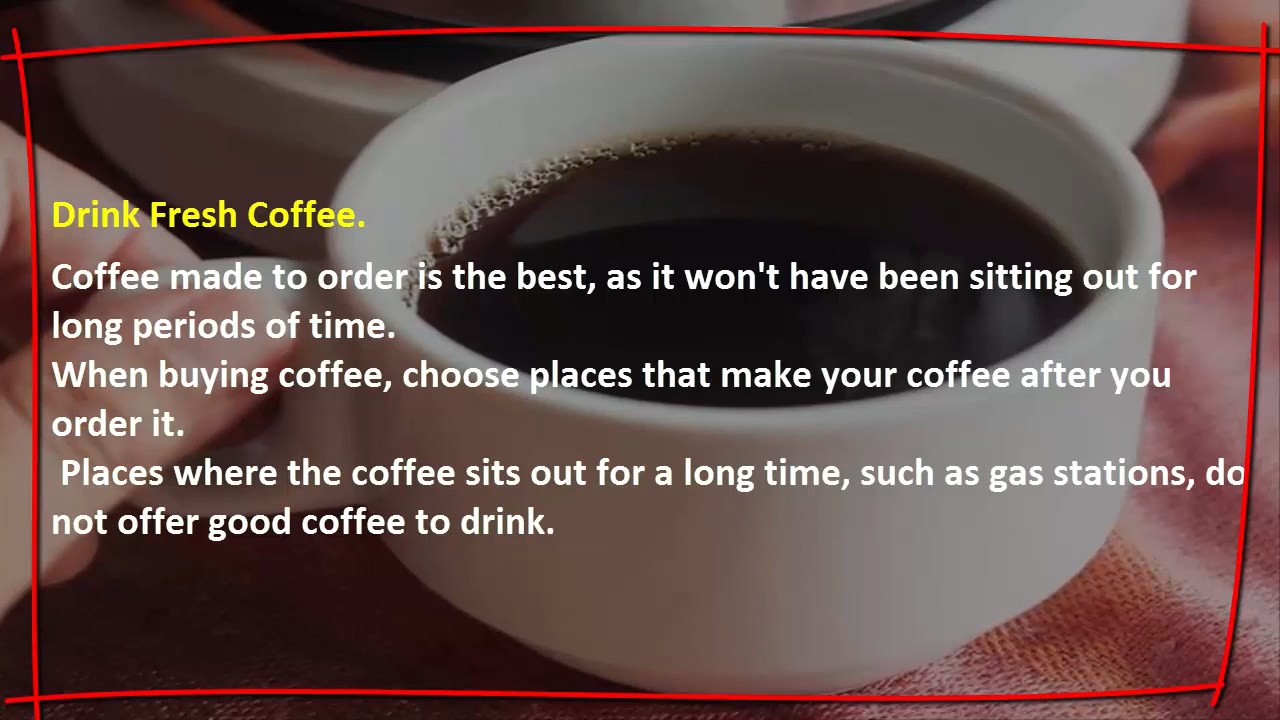 Drink Fresh Coffee.
Coffee made to order is the best, as it won't have been sitting out for
long periods of time.
When buying coffee, choose places that make your coffee after you
order it.
Places where the coffee sits out for a long time, such as gas stations, do
not offer good coffee to drink.